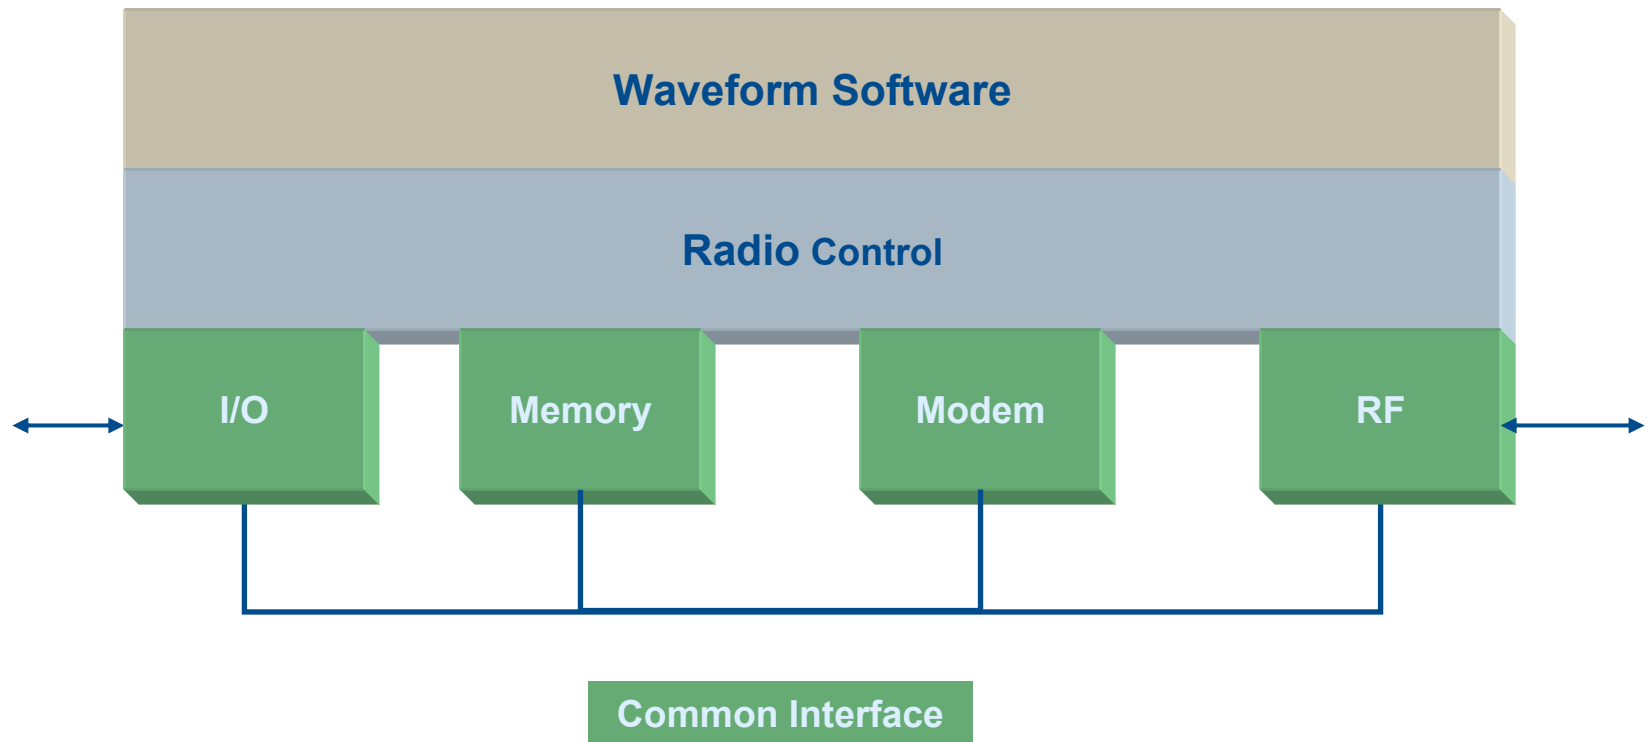 Waveform Software
Radio Control
I/O
Memory
Modem
RF
Common Interface